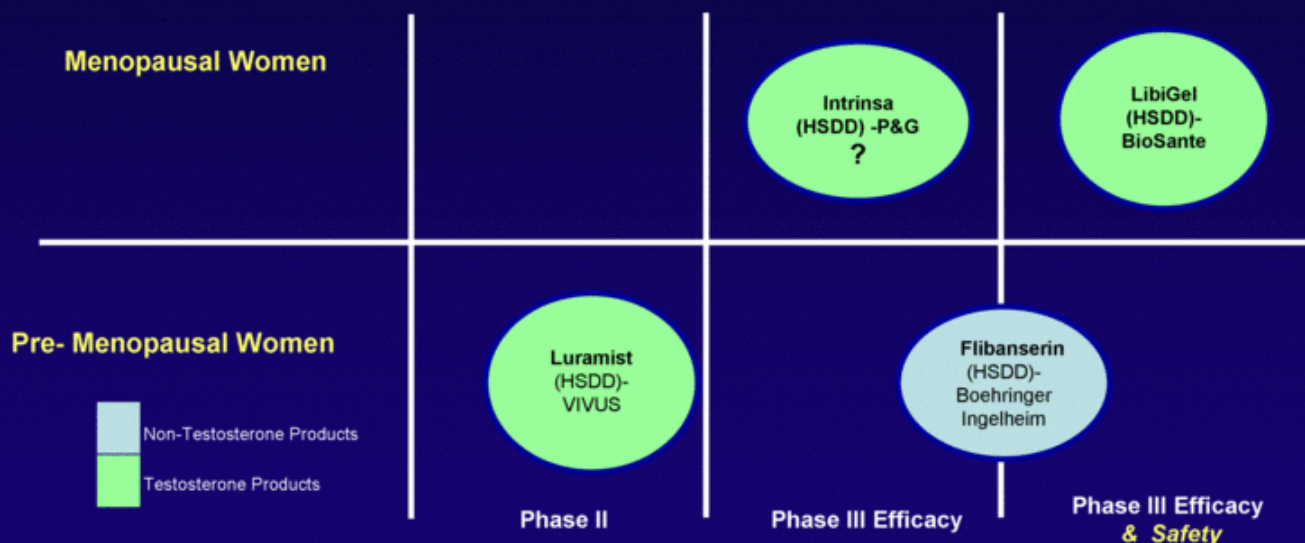 Menopausal Women
Intrinsa
(HSDD) -P&G
?
LibiGel
(HSDD)-
BioSante
Pre- Menopausal Women
Luramist
(HSDD)-
VIVUS
Flibanserin
(HSDD)-
Boehringer
Ingelheim
Non-Testosterone Products
Testosterone Products
Phase II
Phase III Efficacy
Phase III Efficacy
& Safety